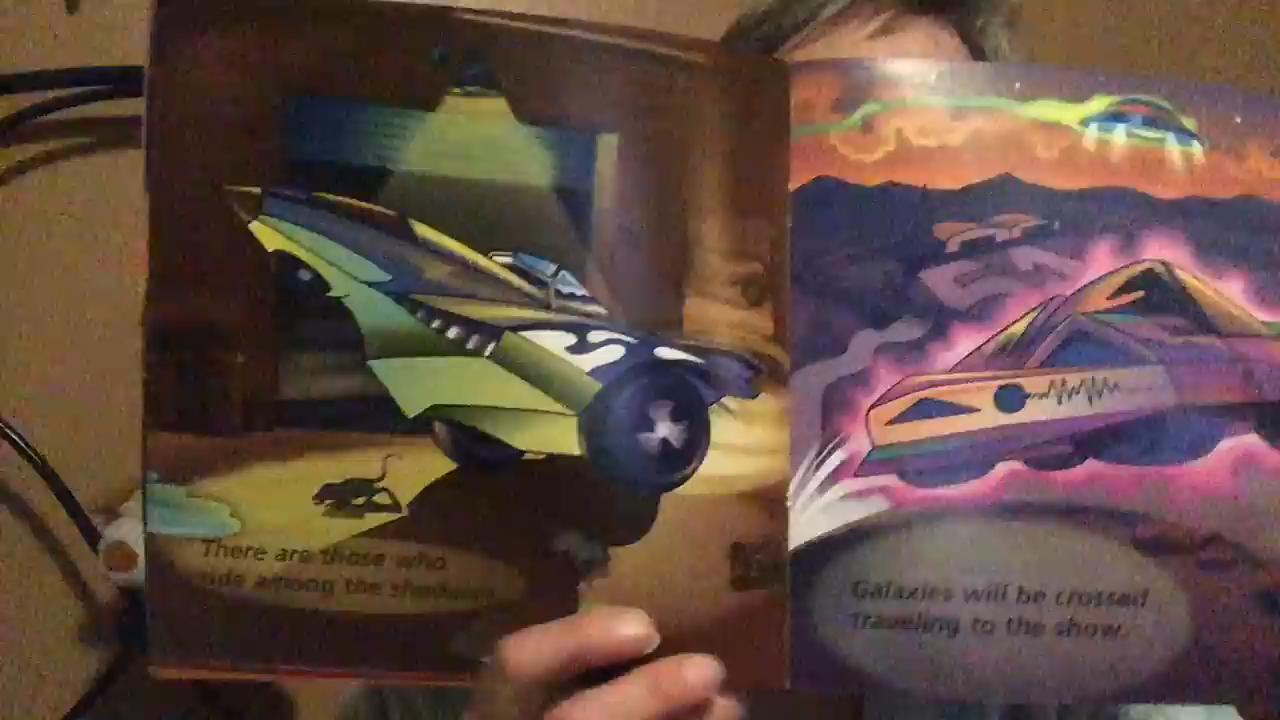 There are those who
ride among the shadows.
Galaxies will be crossed
traveling to the show.